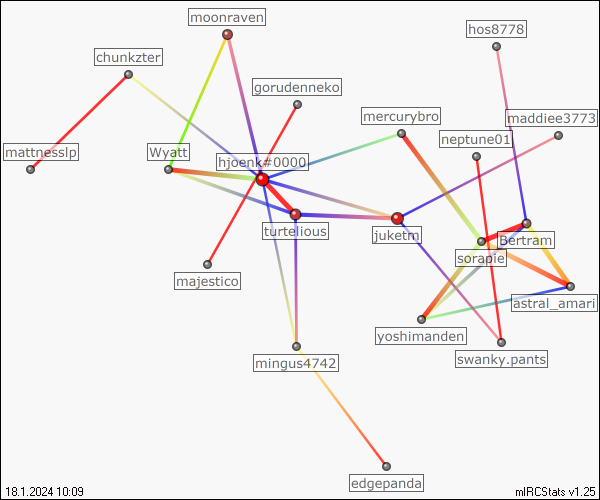 moonraven
hos8778
chunkzter
gorudenneko
mercurybro
maddiee3773
neptune01
mattnesslp
Wyatt
hjoenk#0000
turtelious
juketm
Bertram
sorapie
majestico
astral_amari
yoshimanden
swanky.pants
mingus4742
edgepanda
18.1.2024 10:09
mIRCStats v1.25